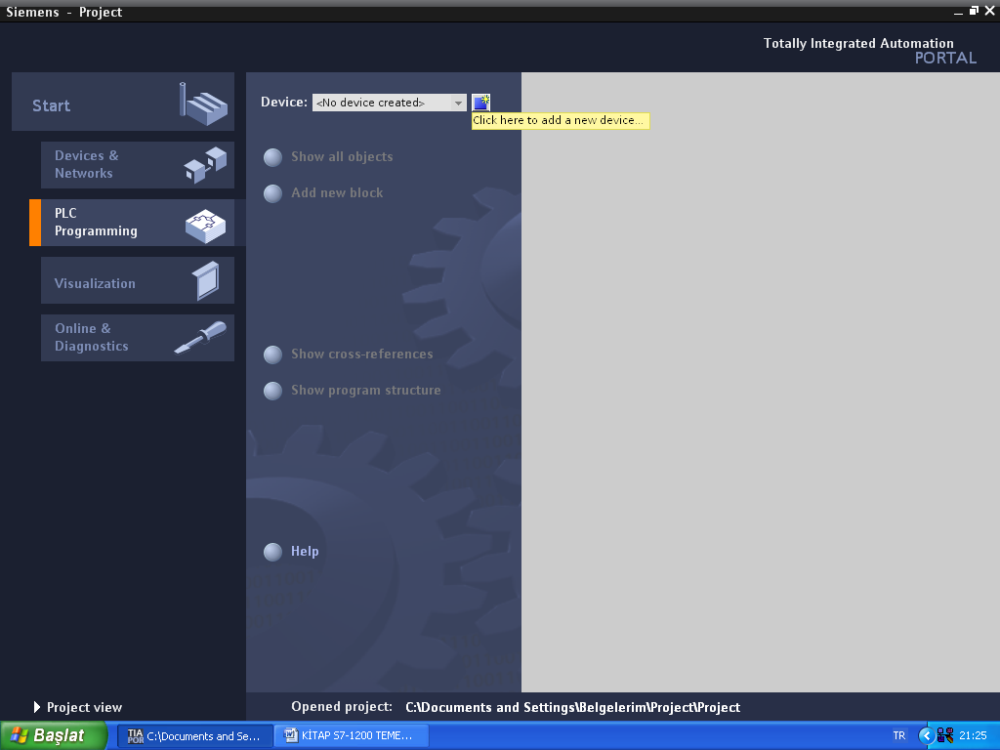 Siemens - Project
Totally Integrated Automation
PORTAL
Start
Devices &
Networks
PLC
Programming
Visualization
Online &
Diagnostics
Device: <No device created>
Click here to add a new device...
Show all objects
Add new block
Show cross-references
Show program structure
Help
Project view
Opened project: C:\Documents and Settings\Belgelerim\Project\Project
Başlat
TIA
POR
C:\Documents and Se...
KİTAP S7-1200 TEME...
TR
21:25